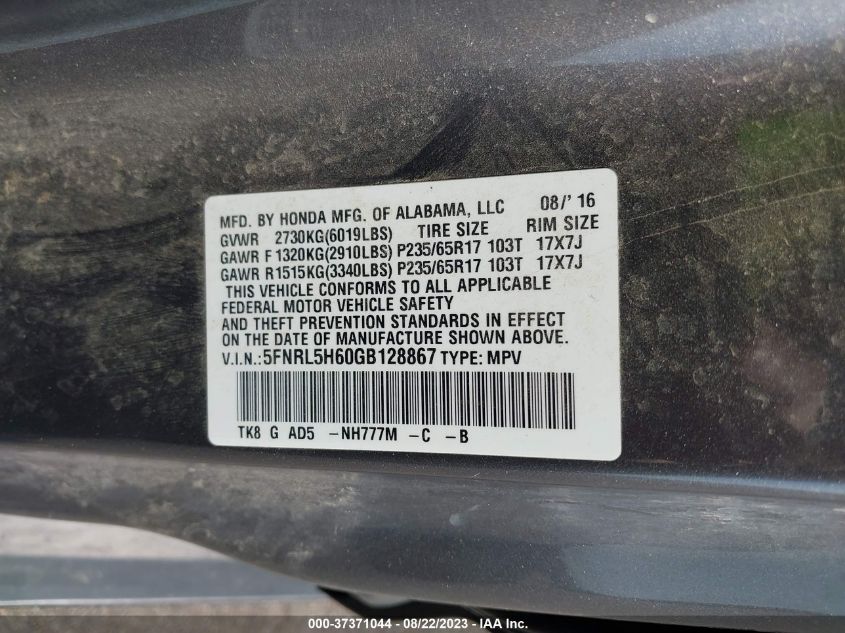 MFD. BY HONDA MFG. OF ALABAMA, LLC 08/'16
GVWR 2730KG(6019LBS) TIRE SIZE RIM SIZE
GAWR F1320KG(2910LBS) P235/65R17 103T 17X7J
GAWR R1515KG(3340LBS) P235/65R17 103T 17X7J
THIS VEHICLE CONFORMS TO ALL APPLICABLE
FEDERAL MOTOR VEHICLE SAFETY
AND THEFT PREVENTION STANDARDS IN EFFECT
ON THE DATE OF MANUFACTURE SHOWN ABOVE.
V.I.N.:5FNRL5H60GB128867 TYPE: MPV
TK8 G AD5 -NH777M -C -B
000-37371044 - 08/22/2023 - IAA Inc.